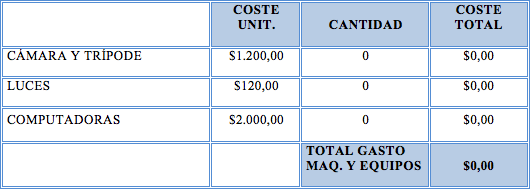 COSTE UNIT. CANTIDAD COSTE TOTAL
CÁMARA Y TRÍPODE $1.200,00 0 $0,00
LUCES $120,00 0 $0,00
COMPUTADORAS $2.000,00 0 $0,00
TOTAL GASTO MAQ. Y EQUIPOS $0,00